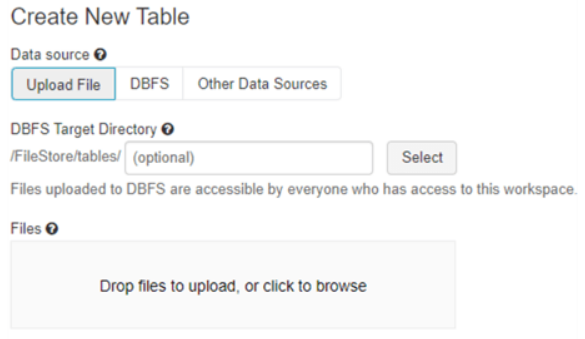 Create New Table
Data source ?
Upload File DBFS Other Data Sources
DBFS Target Directory ?
/FileStore/tables/ (optional) Select
Files uploaded to DBFS are accessible by everyone who has access to this workspace.
Files ?
Drop files to upload, or click to browse